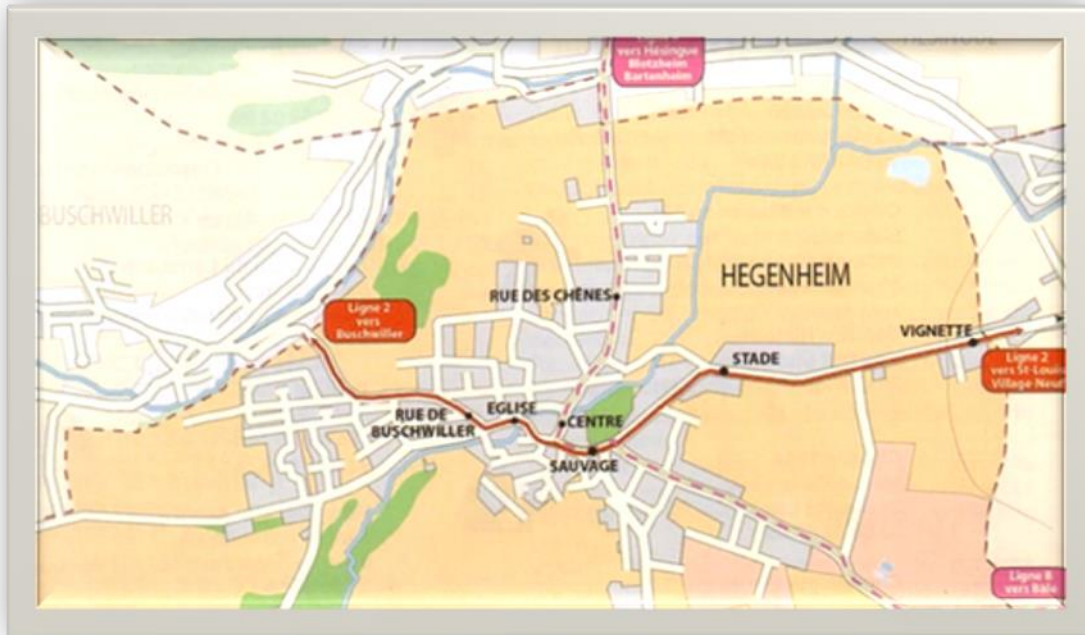 vers Hésingue
Blotzheim
Bartenheim
HÉSINGUE
BUSCHWILLER
HEGENHEIM
RUE DES CHÊNES
Ligne 2
vers
Buschwiller
VIGNETTE
STADE
Ligne 2
vers St-Louis
Village Neuf
RUE DE
BUSCHWILLER
EGLISE
CENTRE
SAUVAGE
Ligne 8
vers Bâle